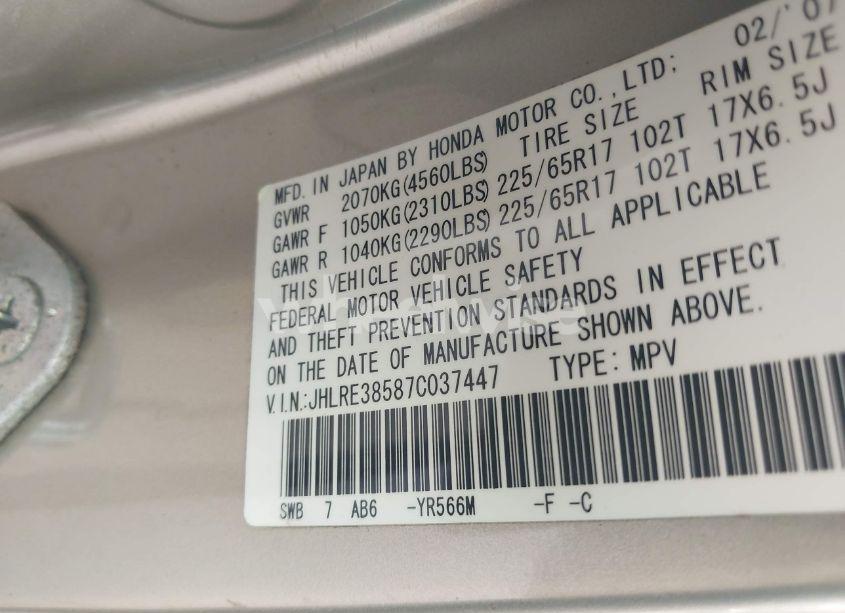 MFD. IN JAPAN BY HONDA MOTOR CO.,LTD; 02/'07
GVWR 2070KG(4560LBS) TIRE SIZE RIM SIZE
GAWR F 1050KG(2310LBS) 225/65R17 102T 17X6.5J
GAWR R 1040KG(2290LBS) 225/65R17 102T 17X6.5J
THIS VEHICLE CONFORMS TO ALL APPLICABLE
FEDERAL MOTOR VEHICLE SAFETY
AND THEFT PREVENTION STANDARDS IN EFFECT
ON THE DATE OF MANUFACTURE SHOWN ABOVE.
V.I.N.:JHLRE38587C037447 TYPE: MPV
SWB 7 AB6 -YR566M -F -C